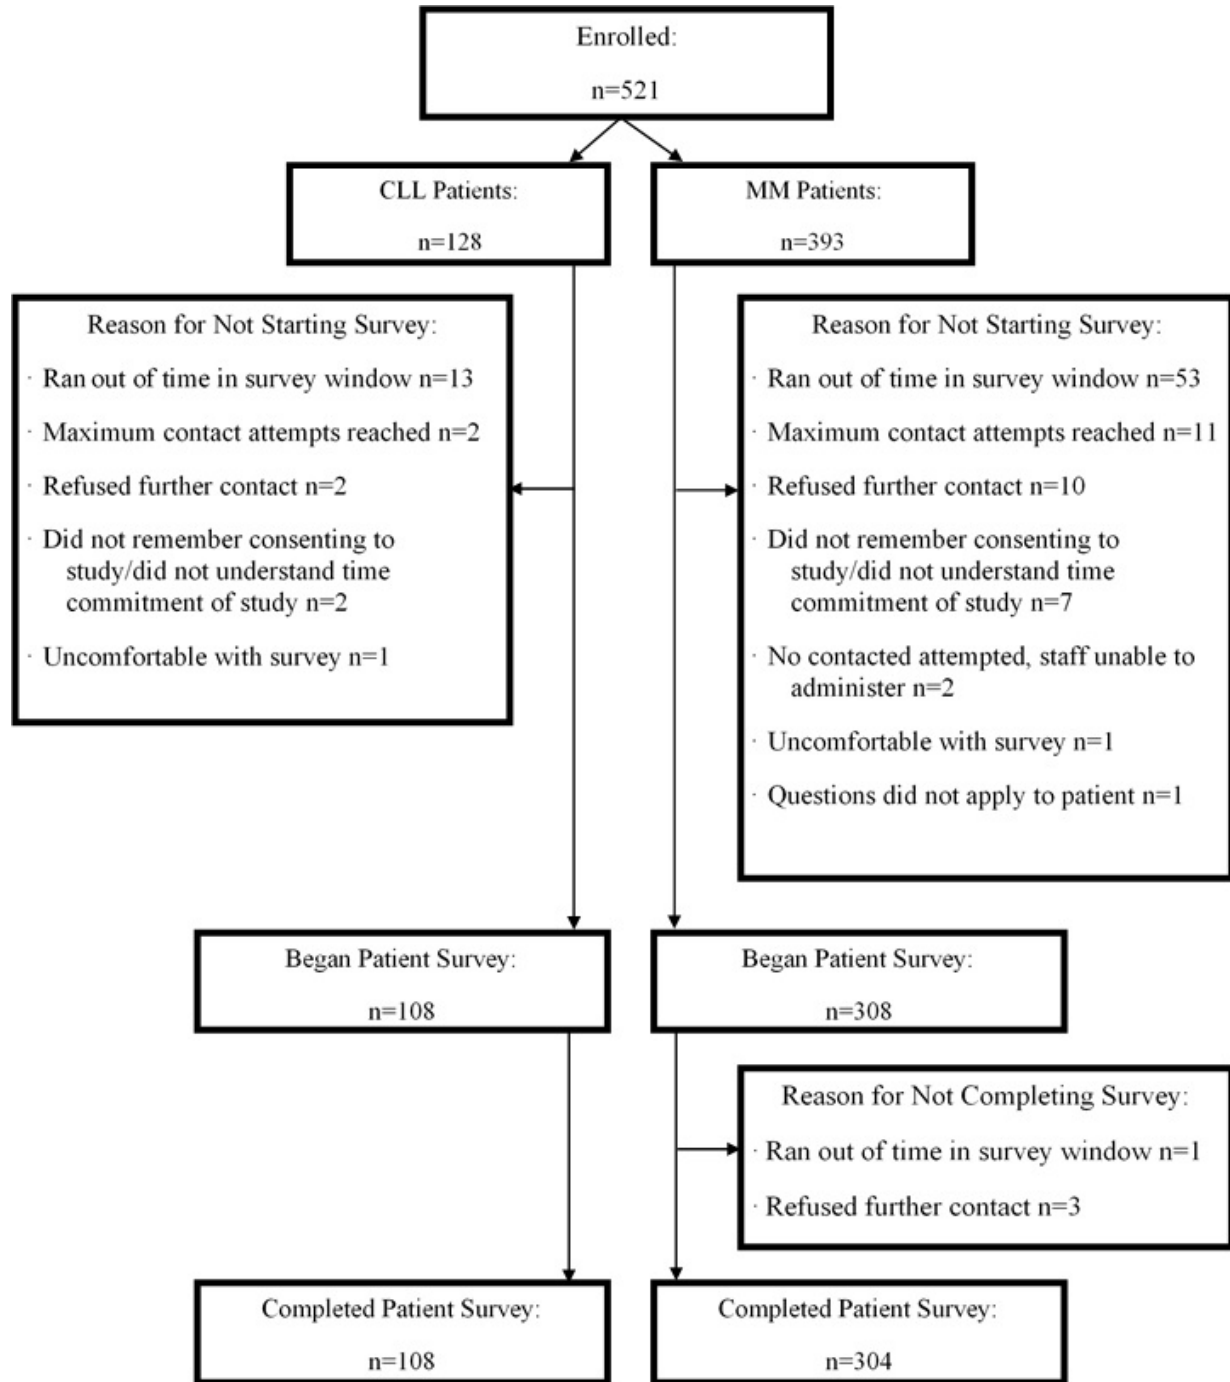 Enrolled:
n=521
CLL Patients:
n=128
MM Patients:
n=393
Reason for Not Starting Survey:
· Ran out of time in survey window n=13
· Maximum contact attempts reached n=2
· Refused further contact n=2
· Did not remember consenting to
study/did not understand time
commitment of study n=2
· Uncomfortable with survey n=1
Reason for Not Starting Survey:
· Ran out of time in survey window n=53
· Maximum contact attempts reached n=11
· Refused further contact n=10
· Did not remember consenting to
study/did not understand time
commitment of study n=7
· No contacted attempted, staff unable to
administer n=2
· Uncomfortable with survey n=1
· Questions did not apply to patient n=1
Began Patient Survey:
n=108
Began Patient Survey:
n=308
Reason for Not Completing Survey:
· Ran out of time in survey window n=1
· Refused further contact n=3
Completed Patient Survey:
n=108
Completed Patient Survey:
n=304